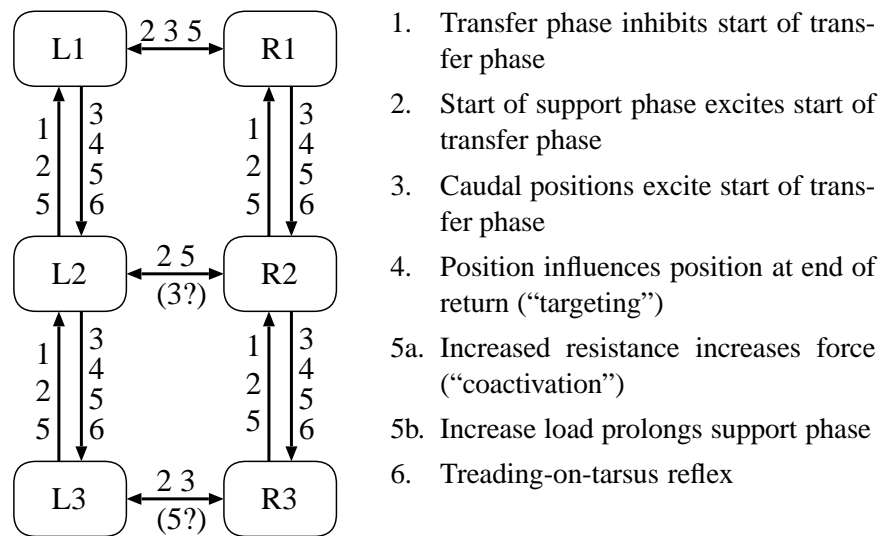 L1
2 3 5
R1
1
2
5
3
4
5
6
1
2
5
3
4
5
6
L2
2 5
(3?)
R2
1
2
5
3
4
5
6
1
2
5
3
4
5
6
L3
2 3
(5?)
R3
1. Transfer phase inhibits start of trans-
fer phase
2. Start of support phase excites start of
transfer phase
3. Caudal positions excite start of trans-
fer phase
4. Position influences position at end of
return (“targeting”)
5a. Increased resistance increases force
(“coactivation”)
5b. Increase load prolongs support phase
6. Treading-on-tarsus reflex